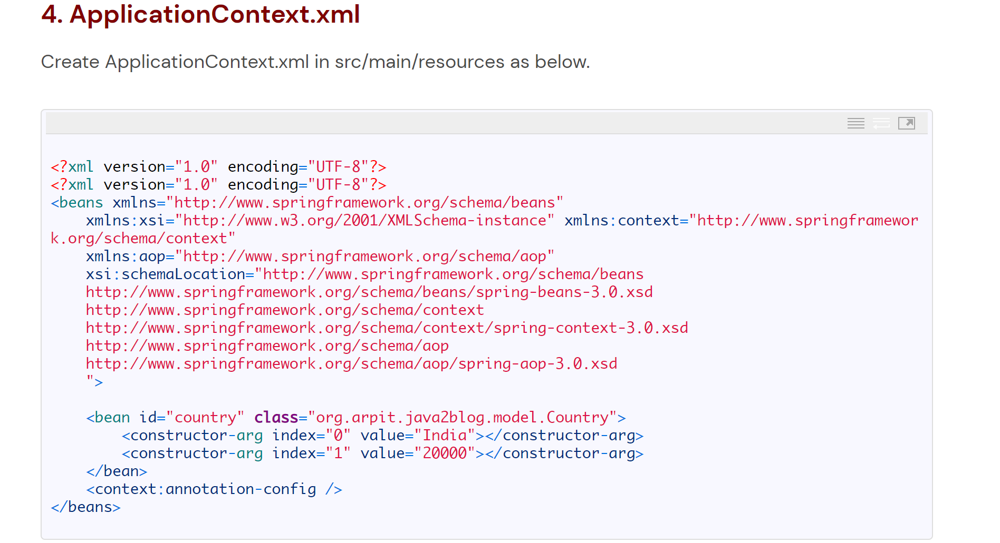 4. ApplicationContext.xml
Create ApplicationContext.xml in src/main/resources as below.
<?xml version="1.0" encoding="UTF-8"?>
<?xml version="1.0" encoding="UTF-8"?>
<beans xmlns="http://www.springframework.org/schema/beans"
    xmlns:xsi="http://www.w3.org/2001/XMLSchema-instance" xmlns:context="http://www.springframewor
k.org/schema/context"
    xmlns:aop="http://www.springframework.org/schema/aop"
    xsi:schemaLocation="http://www.springframework.org/schema/beans
    http://www.springframework.org/schema/beans/spring-beans-3.0.xsd
    http://www.springframework.org/schema/context
    http://www.springframework.org/schema/context/spring-context-3.0.xsd
    http://www.springframework.org/schema/aop
    http://www.springframework.org/schema/aop/spring-aop-3.0.xsd
    ">
    <bean id="country" class="org.arpit.java2blog.model.Country">
        <constructor-arg index="0" value="India"></constructor-arg>
        <constructor-arg index="1" value="20000"></constructor-arg>
    </bean>
    <context:annotation-config />
</beans>